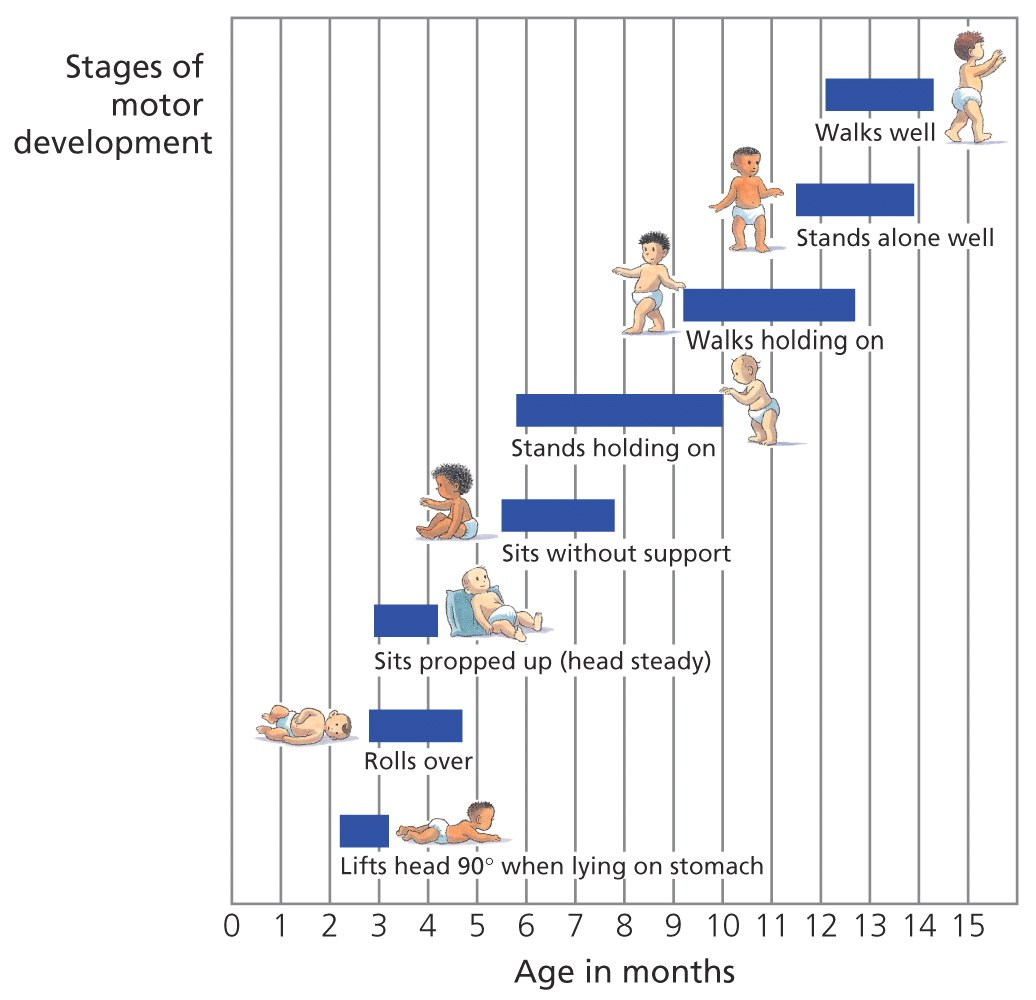 Stages of
motor
development
Walks well
Stands alone well
Walks holding on
Stands holding on
Sits without support
Sits propped up (head steady)
Rolls over
Lifts head 90° when lying on stomach
0 1 2 3 4 5 6 7 8 9 10 11 12 13 14 15
Age in months